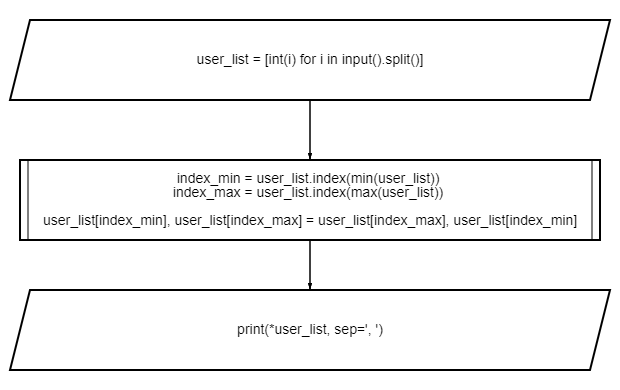 user_list = [int(i) for i in input().split()]
index_min = user_list.index(min(user_list))
index_max = user_list.index(max(user_list))
user_list[index_min], user_list[index_max] = user_list[index_max], user_list[index_min]
print(*user_list, sep=', ')